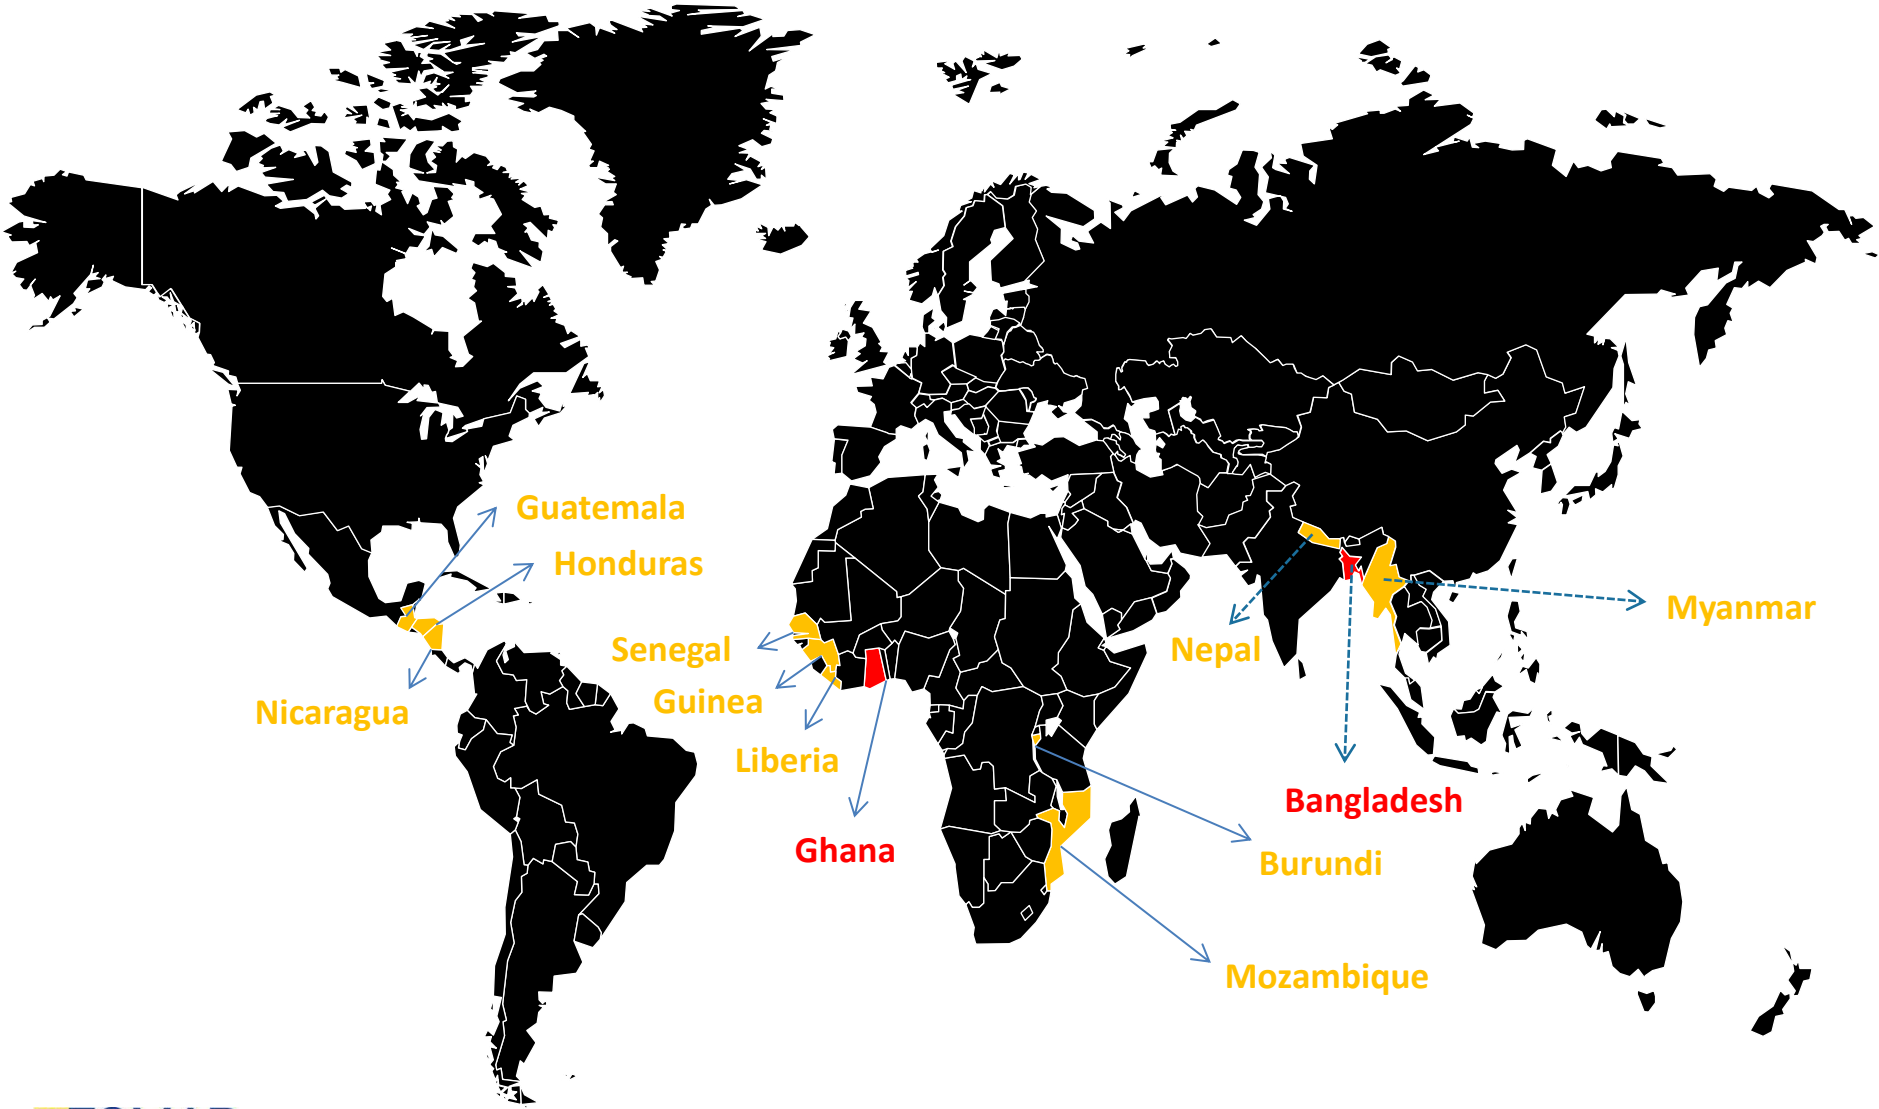 Guatemala
Honduras
Senegal
Myanmar
Nepal
Guinea
Nicaragua
Liberia
Bangladesh
Ghana
Burundi
Mozambique